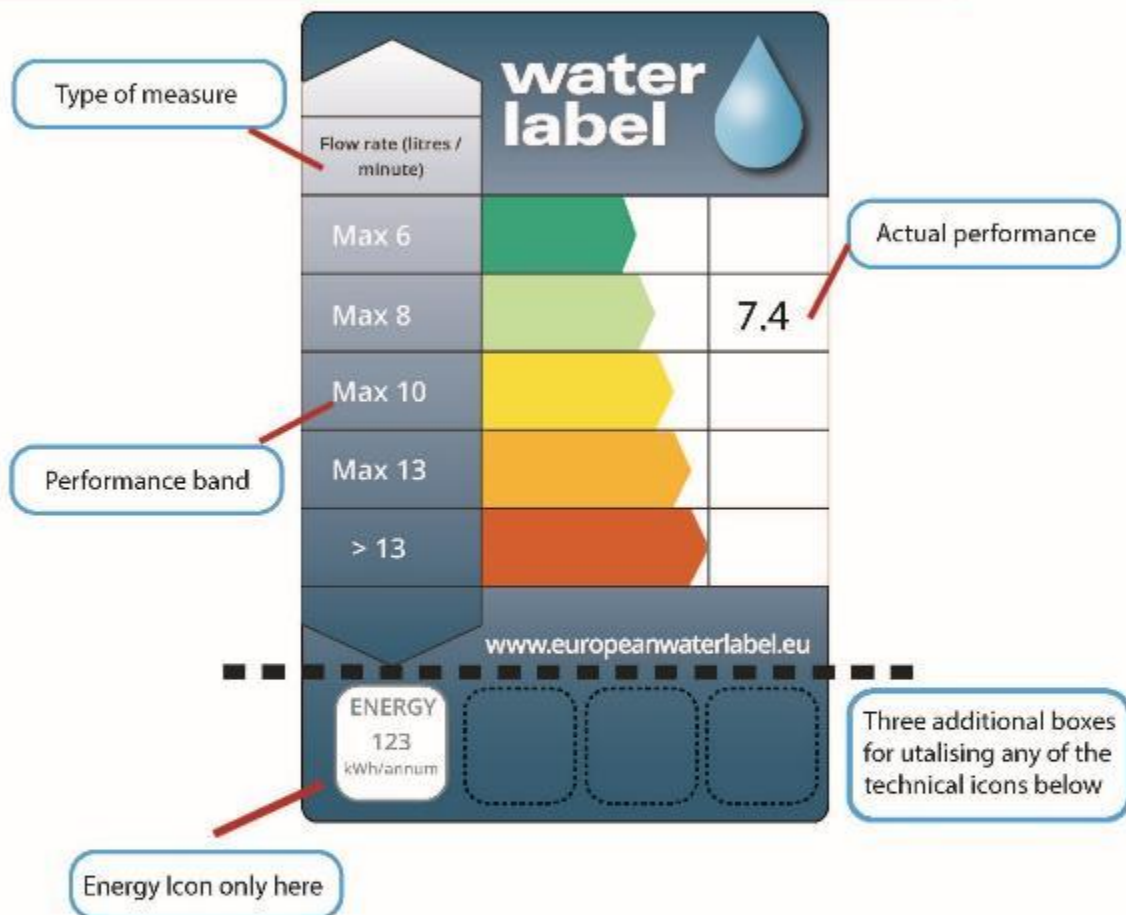 water
label
Type of measure
Flow rate (litres /
minute)
Max 6
Actual performance
Max 8
7.4
Max 10
Performance band
Max 13
> 13
www.europeanwaterlabel.eu
ENERGY
123
kWh/annum
Three additional boxes
for utalising any of the
technical icons below
Energy Icon only here